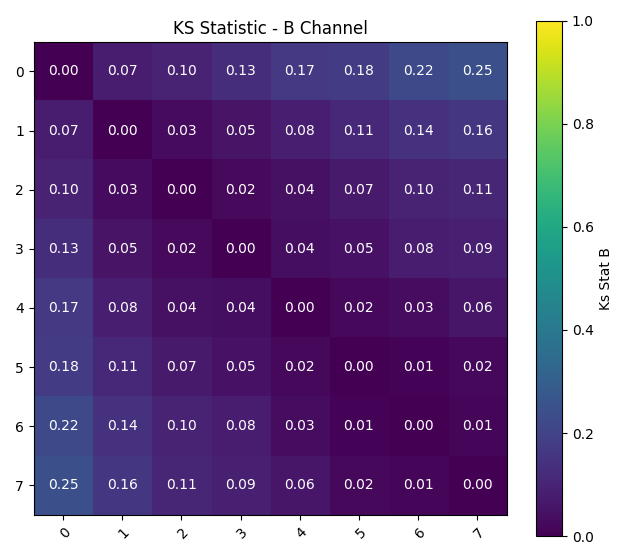 KS Statistic - B Channel
0 0.00 0.07 0.10 0.13 0.17 0.18 0.22 0.25
1 0.07 0.00 0.03 0.05 0.08 0.11 0.14 0.16
2 0.10 0.03 0.00 0.02 0.04 0.07 0.10 0.11
3 0.13 0.05 0.02 0.00 0.04 0.05 0.08 0.09
4 0.17 0.08 0.04 0.04 0.00 0.02 0.03 0.06
5 0.18 0.11 0.07 0.05 0.02 0.00 0.01 0.02
6 0.22 0.14 0.10 0.08 0.03 0.01 0.00 0.01
7 0.25 0.16 0.11 0.09 0.06 0.02 0.01 0.00
0 1 2 3 4 5 6 7
1.0
0.8
0.6
0.4
0.2
0.0
Ks Stat B